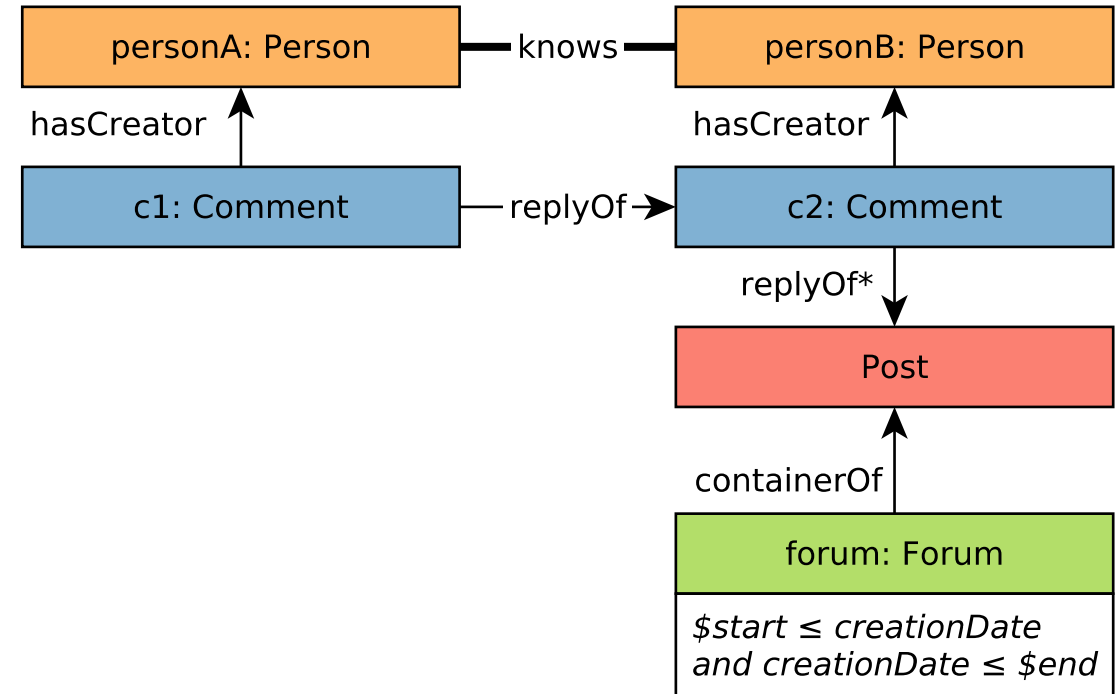 personA: Person
knows
personB: Person
hasCreator
hasCreator
c1: Comment
replyOf
c2: Comment
replyOf*
Post
containerOf
forum: Forum
$start ≤ creationDate
and creationDate ≤ $end